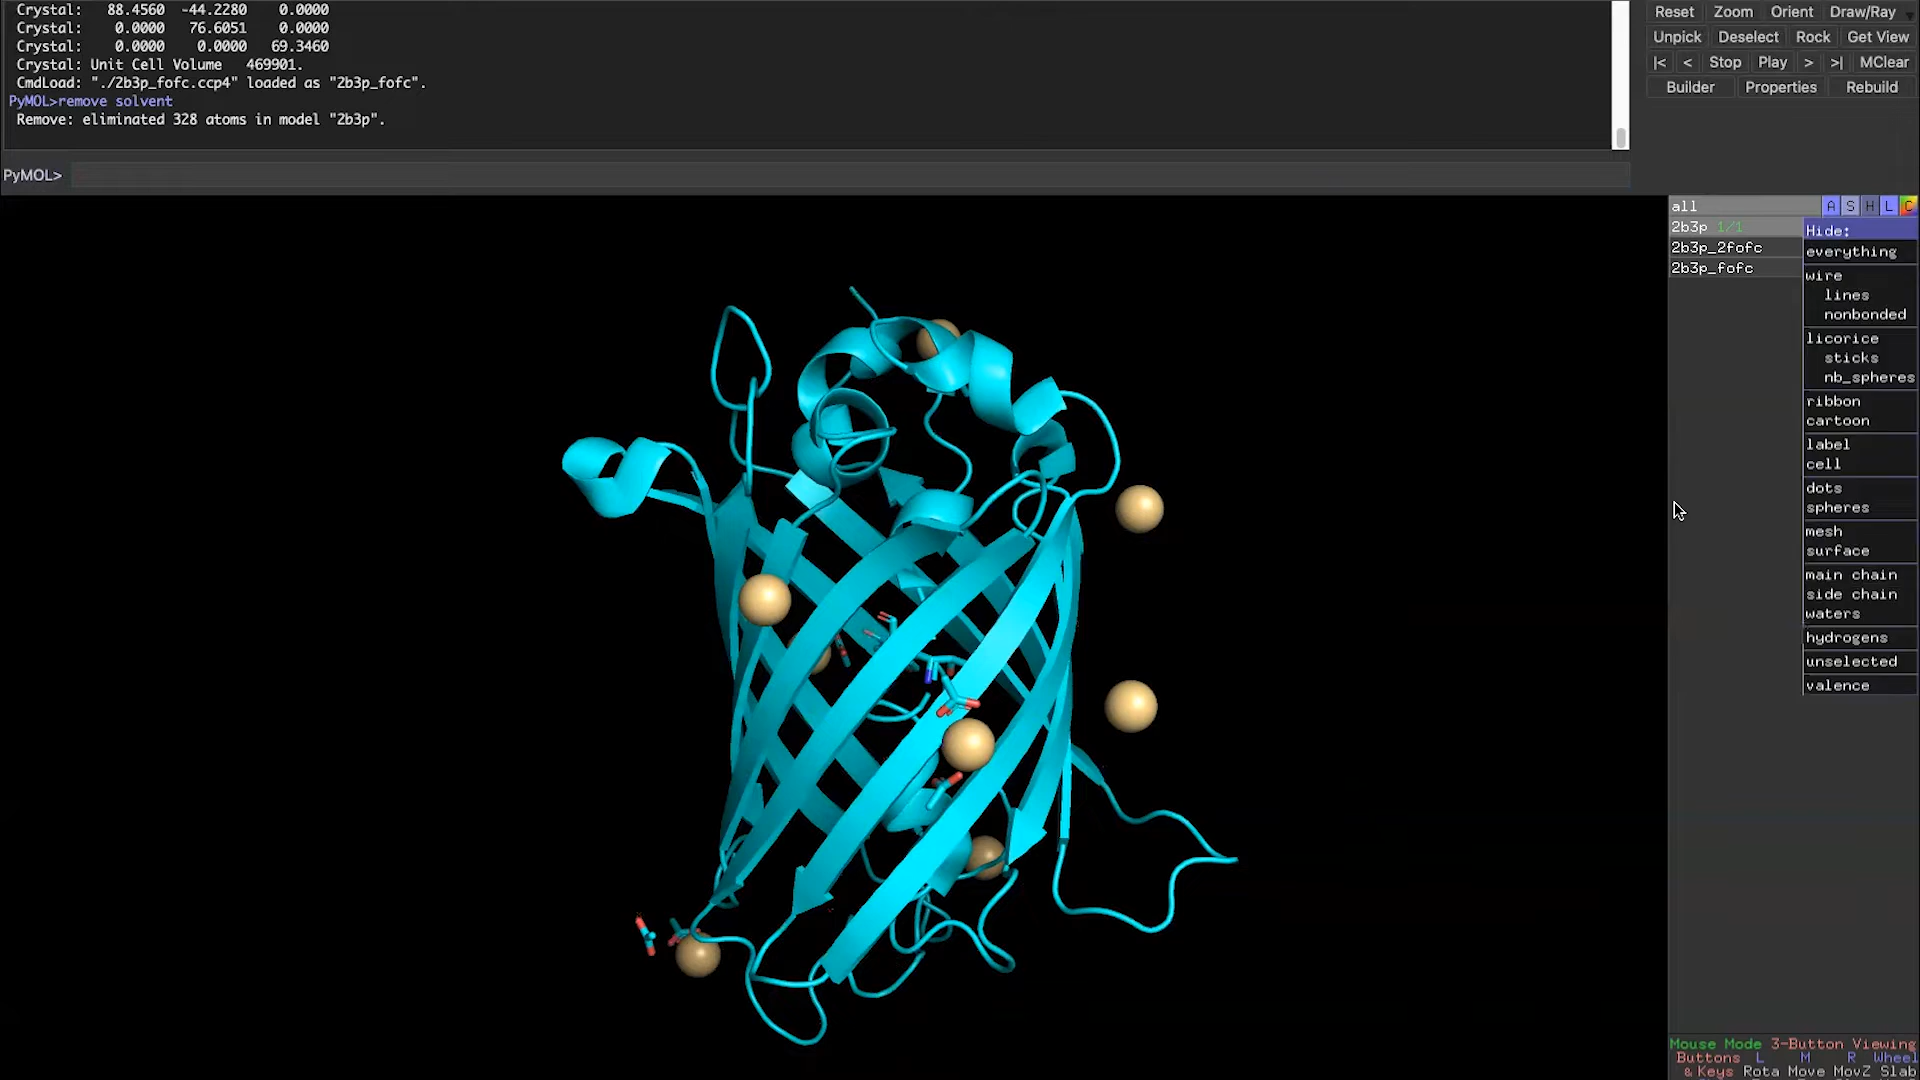 Crystal:   88.4560  -44.2280    0.0000
Crystal:    0.0000   76.6051    0.0000
Crystal:    0.0000    0.0000   69.3460
Crystal: Unit Cell Volume   469901.
CmdLoad: "./2b3p_fofc.ccp4" loaded as "2b3p_fofc".
PyMOL>remove solvent
Remove: eliminated 328 atoms in model "2b3p".
PyMOL>
Reset Zoom Orient Draw/Ray
Unpick Deselect Rock Get View
|< < Stop Play > >| MClear
Builder Properties Rebuild
all A S H L C
2b3p 1/1
2b3p_2fofc
2b3p_fofc
Hide:
everything
wire
lines
nonbonded
licorice
sticks
nb_spheres
ribbon
cartoon
label
cell
dots
spheres
mesh
surface
main chain
side chain
waters
hydrogens
unselected
valence
Mouse Mode 3-Button Viewing
Buttons L M R Wheel
& Keys Rota Move MovZ Slab